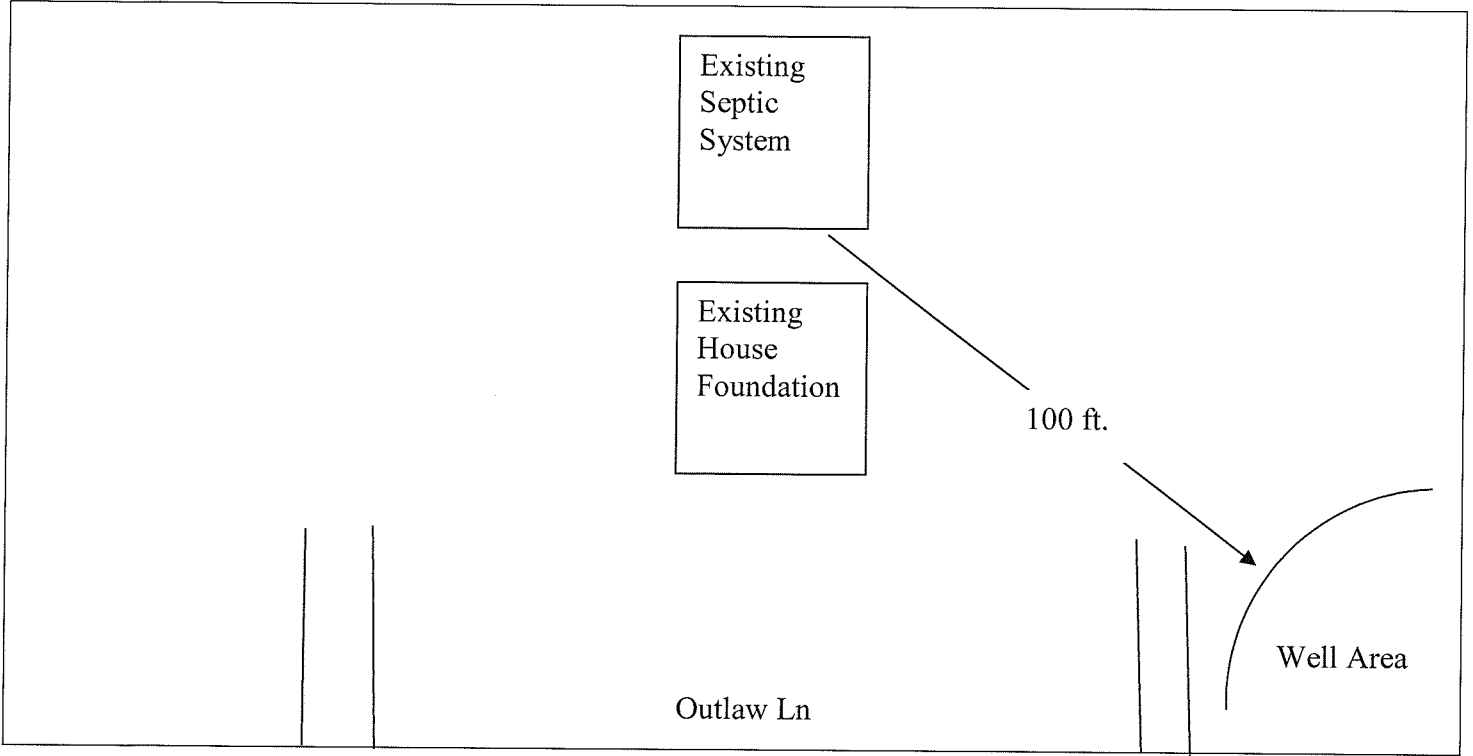 Existing
Septic
System
Existing
House
Foundation
100 ft.
Well Area
Outlaw Ln